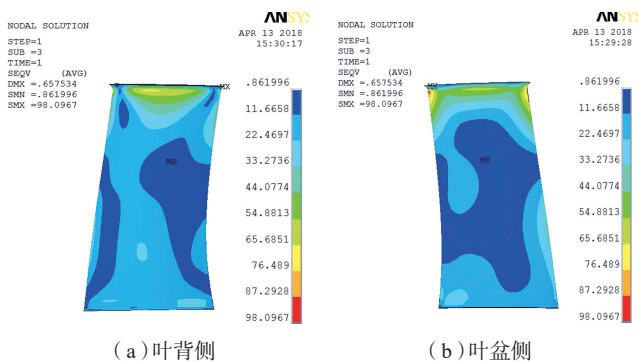 ANSYS
NODAL SOLUTION
APR 13 2018
15:30:17
STEP=1
SUB =3
TIME=1
SEQV (AVG)
DMX =.657534
SMN =.861996
SMX =98.0967
MX
MN
.861996
11.6658
22.4697
33.2736
44.0774
54.8813
65.6851
76.489
87.2928
98.0967
(a)叶背侧
ANSYS
NODAL SOLUTION
APR 13 2018
15:29:28
STEP=1
SUB =3
TIME=1
SEQV (AVG)
DMX =.657534
SMN =.861996
SMX =98.0967
MX
MN
.861996
11.6658
22.4697
33.2736
44.0774
54.8813
65.6851
76.489
87.2928
98.0967
(b)叶盆侧